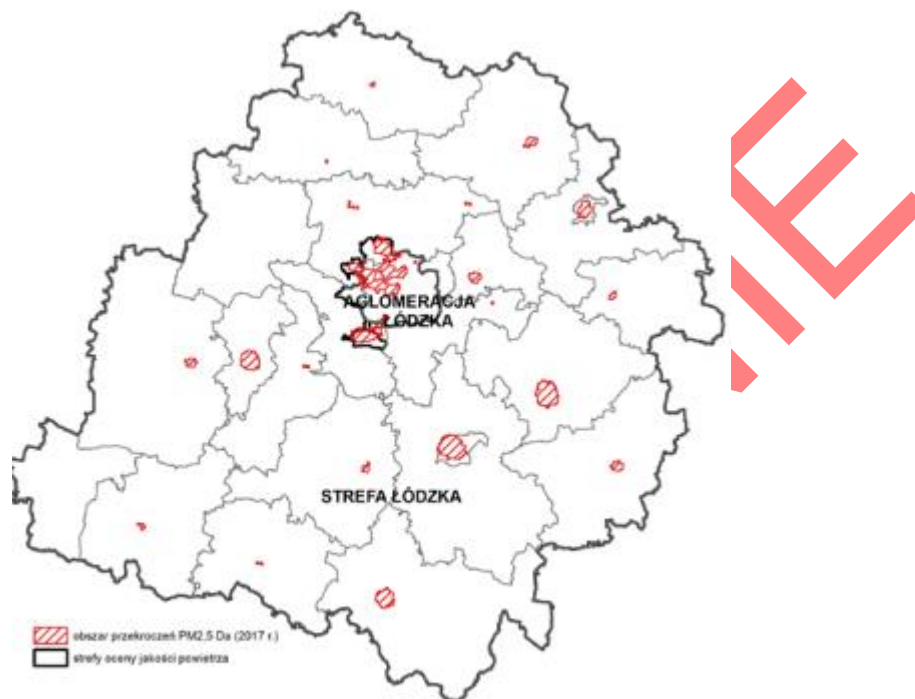 AGLOMERACJA
ŁÓDZKA
STREFA ŁÓDZKA
obszar przekroczeń PM2,5 Da (2017 r.)
strefy oceny jakości powietrza